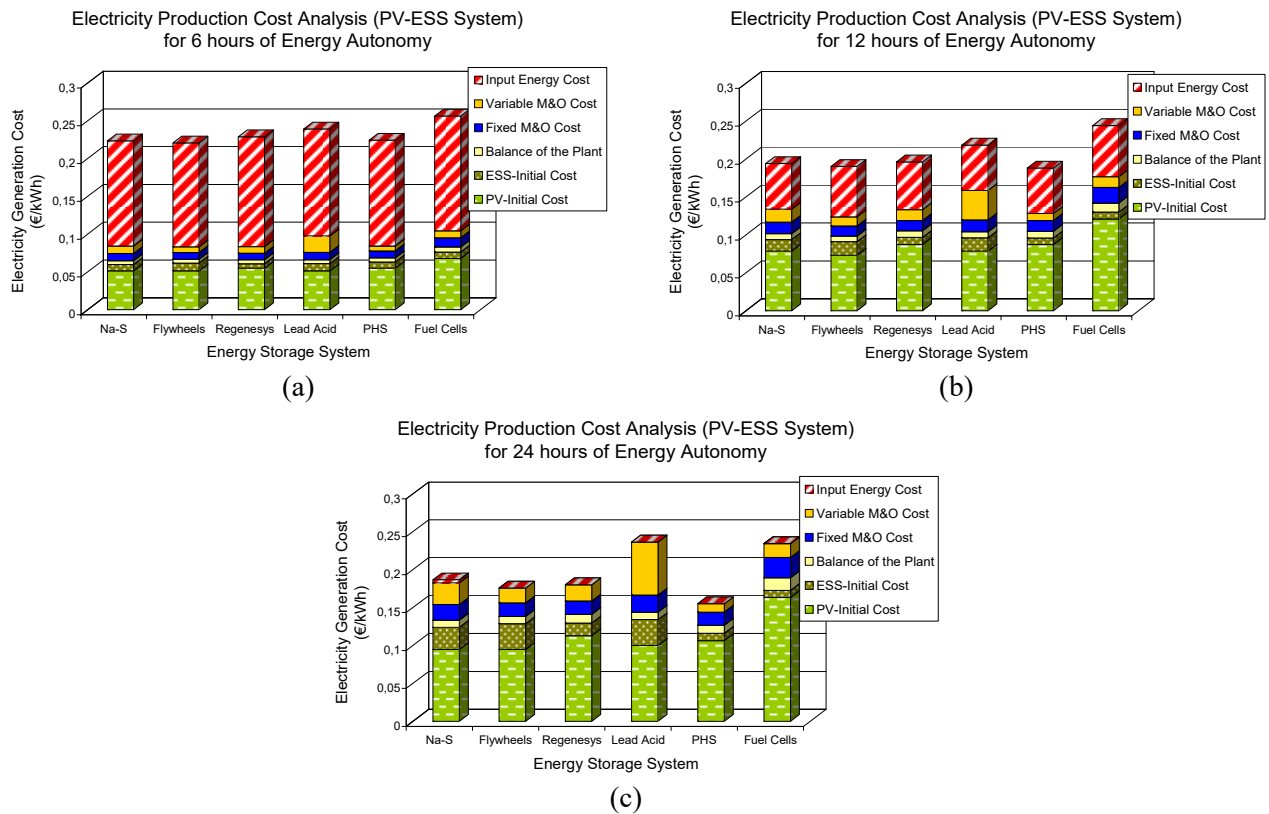 Electricity Production Cost Analysis (PV-ESS System)
for 6 hours of Energy Autonomy
Electricity Generation Cost
(€/kWh)
0,3
0,25
0,2
0,15
0,1
0,05
0
Input Energy Cost
Variable M&O Cost
Fixed M&O Cost
Balance of the Plant
ESS-Initial Cost
PV-Initial Cost
Na-S Flywheels Regenesys Lead Acid PHS Fuel Cells
Energy Storage System
(a)
Electricity Production Cost Analysis (PV-ESS System)
for 12 hours of Energy Autonomy
Electricity Generation Cost
(€/kWh)
0,3
0,25
0,2
0,15
0,1
0,05
0
Input Energy Cost
Variable M&O Cost
Fixed M&O Cost
Balance of the Plant
ESS-Initial Cost
PV-Initial Cost
Na-S Flywheels Regenesys Lead Acid PHS Fuel Cells
Energy Storage System
(b)
Electricity Production Cost Analysis (PV-ESS System)
for 24 hours of Energy Autonomy
Electricity Generation Cost
(€/kWh)
0,3
0,25
0,2
0,15
0,1
0,05
0
Input Energy Cost
Variable M&O Cost
Fixed M&O Cost
Balance of the Plant
ESS-Initial Cost
PV-Initial Cost
Na-S Flywheels Regenesys Lead Acid PHS Fuel Cells
Energy Storage System
(c)